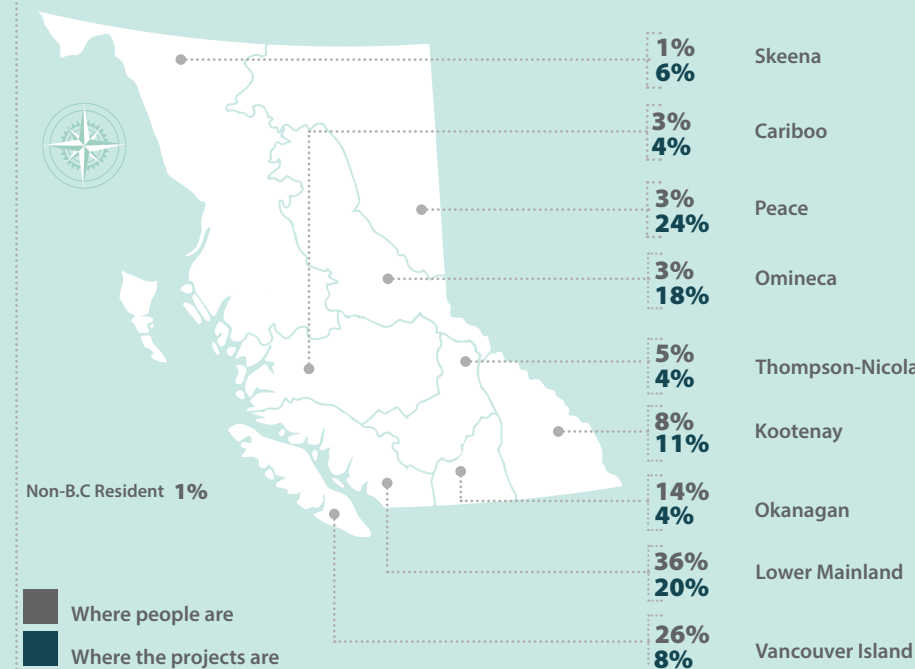 1%
6%
Skeena
3%
4%
Cariboo
3%
24%
Peace
3%
18%
Omineca
5%
4%
Thompson-Nicola
8%
11%
Kootenay
14%
4%
Okanagan
36%
20%
Lower Mainland
26%
8%
Vancouver Island
Non-B.C Resident 1%
Where people are
Where the projects are